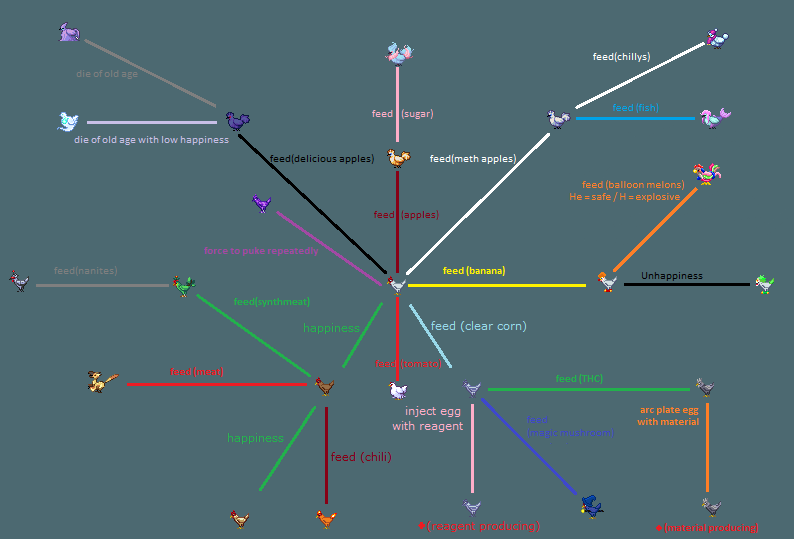 feed(chillys)
die of old age
feed (sugar)
feed (fish)
die of old age with low happiness
feed(delicious apples)
feed(meth apples)
feed (balloon melons)
He = safe / H = explosive
feed (apples)
force to puke repeatedly
feed(nanites)
feed (banana)
Unhappiness
feed(synthmeat)
happiness
feed (clear corn)
feed(meat)
feed (tomato)
feed (THC)
inject egg
with reagent
arc plate egg
with material
feed
(magic mushroom)
happiness
feed (chili)
#(reagent producing)
#(material producing)